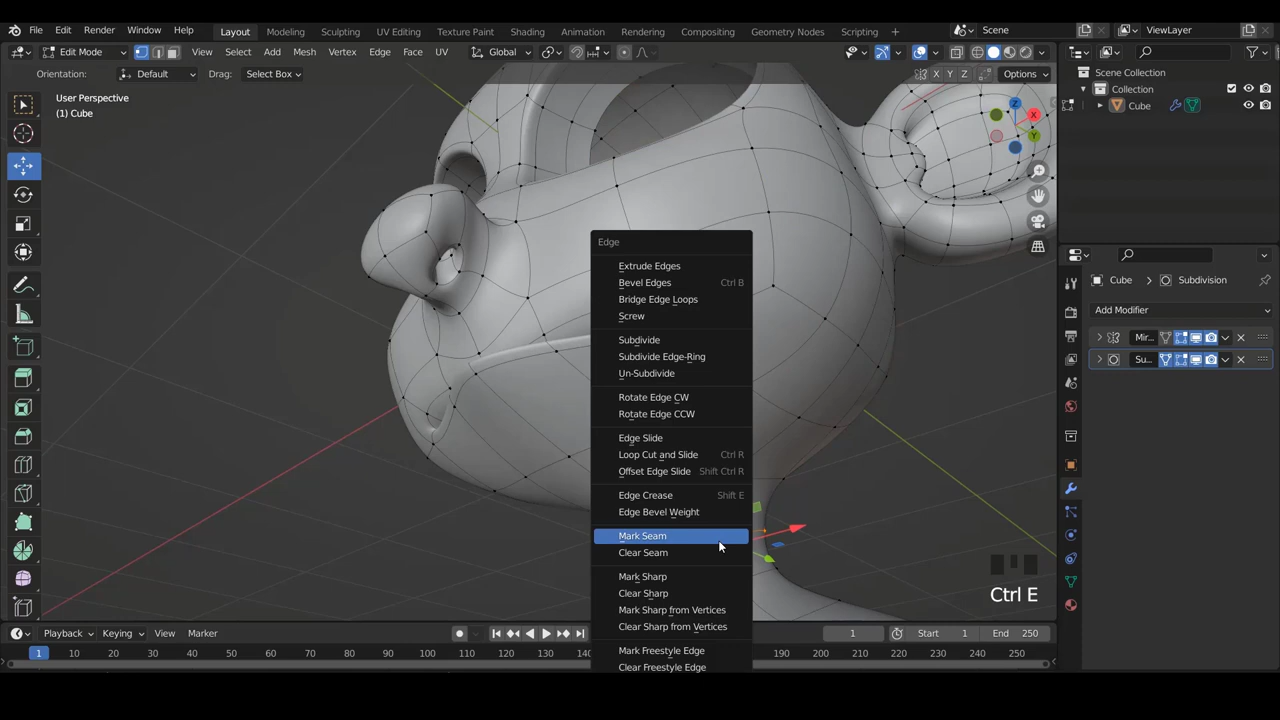 File Edit Render Window Help Layout Modeling Sculpting UV Editing Texture Paint Shading Animation Rendering Compositing Geometry Nodes Scripting + Scene ViewLayer
Edit Mode View Select Add Mesh Vertex Edge Face UV Global
Orientation: Default Drag: Select Box X Y Z Options
Scene Collection
Collection
Cube
User Perspective
(1) Cube
Z
X
Y
Edge
Extrude Edges
Bevel Edges Ctrl B
Bridge Edge Loops
Screw
Subdivide
Subdivide Edge-Ring
Un-Subdivide
Rotate Edge CW
Rotate Edge CCW
Edge Slide
Loop Cut and Slide Ctrl R
Offset Edge Slide Shift Ctrl R
Edge Crease Shift E
Edge Bevel Weight
Mark Seam
Clear Seam
Mark Sharp
Clear Sharp
Mark Sharp from Vertices
Clear Sharp from Vertices
Mark Freestyle Edge
Clear Freestyle Edge
Cube > Subdivision
Add Modifier
Mir...
Su...
Ctrl E
Playback Keying View Marker 1 Start 1 End 250
1 10 20 30 40 50 60 70 80 90 100 110 120 130 190 200 210 220 230 240 250